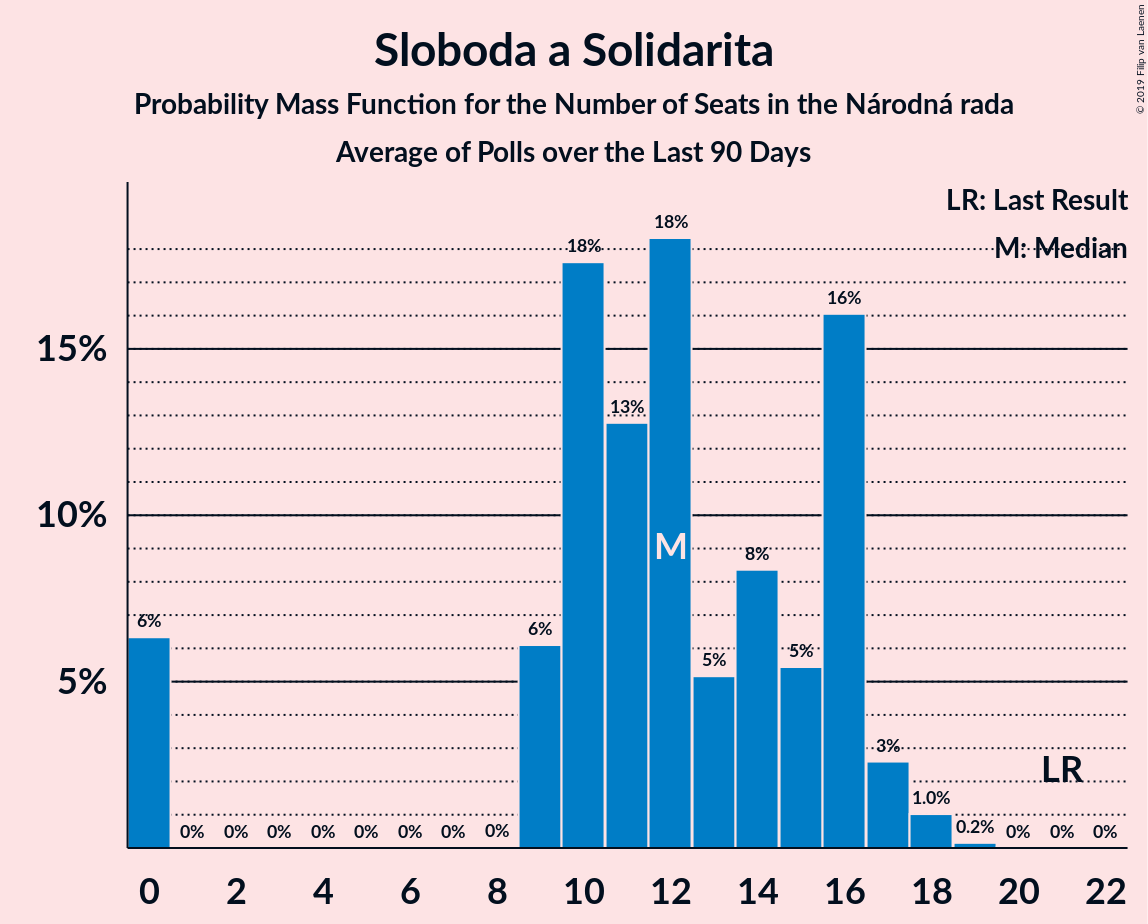 Sloboda a Solidarita
Probability Mass Function for the Number of Seats in the Národná rada
Average of Polls over the Last 90 Days
© 2019 Filip van Laenen
LR: Last Result
M: Median
18%
18%
16%
15%
13%
10%
M
8%
6%
6%
5%
5%
5%
3%
LR
1.0%
0.2%
0% 0% 0% 0% 0% 0% 0% 0% 0% 0% 0%
0 2 4 6 8 10 12 14 16 18 20 22